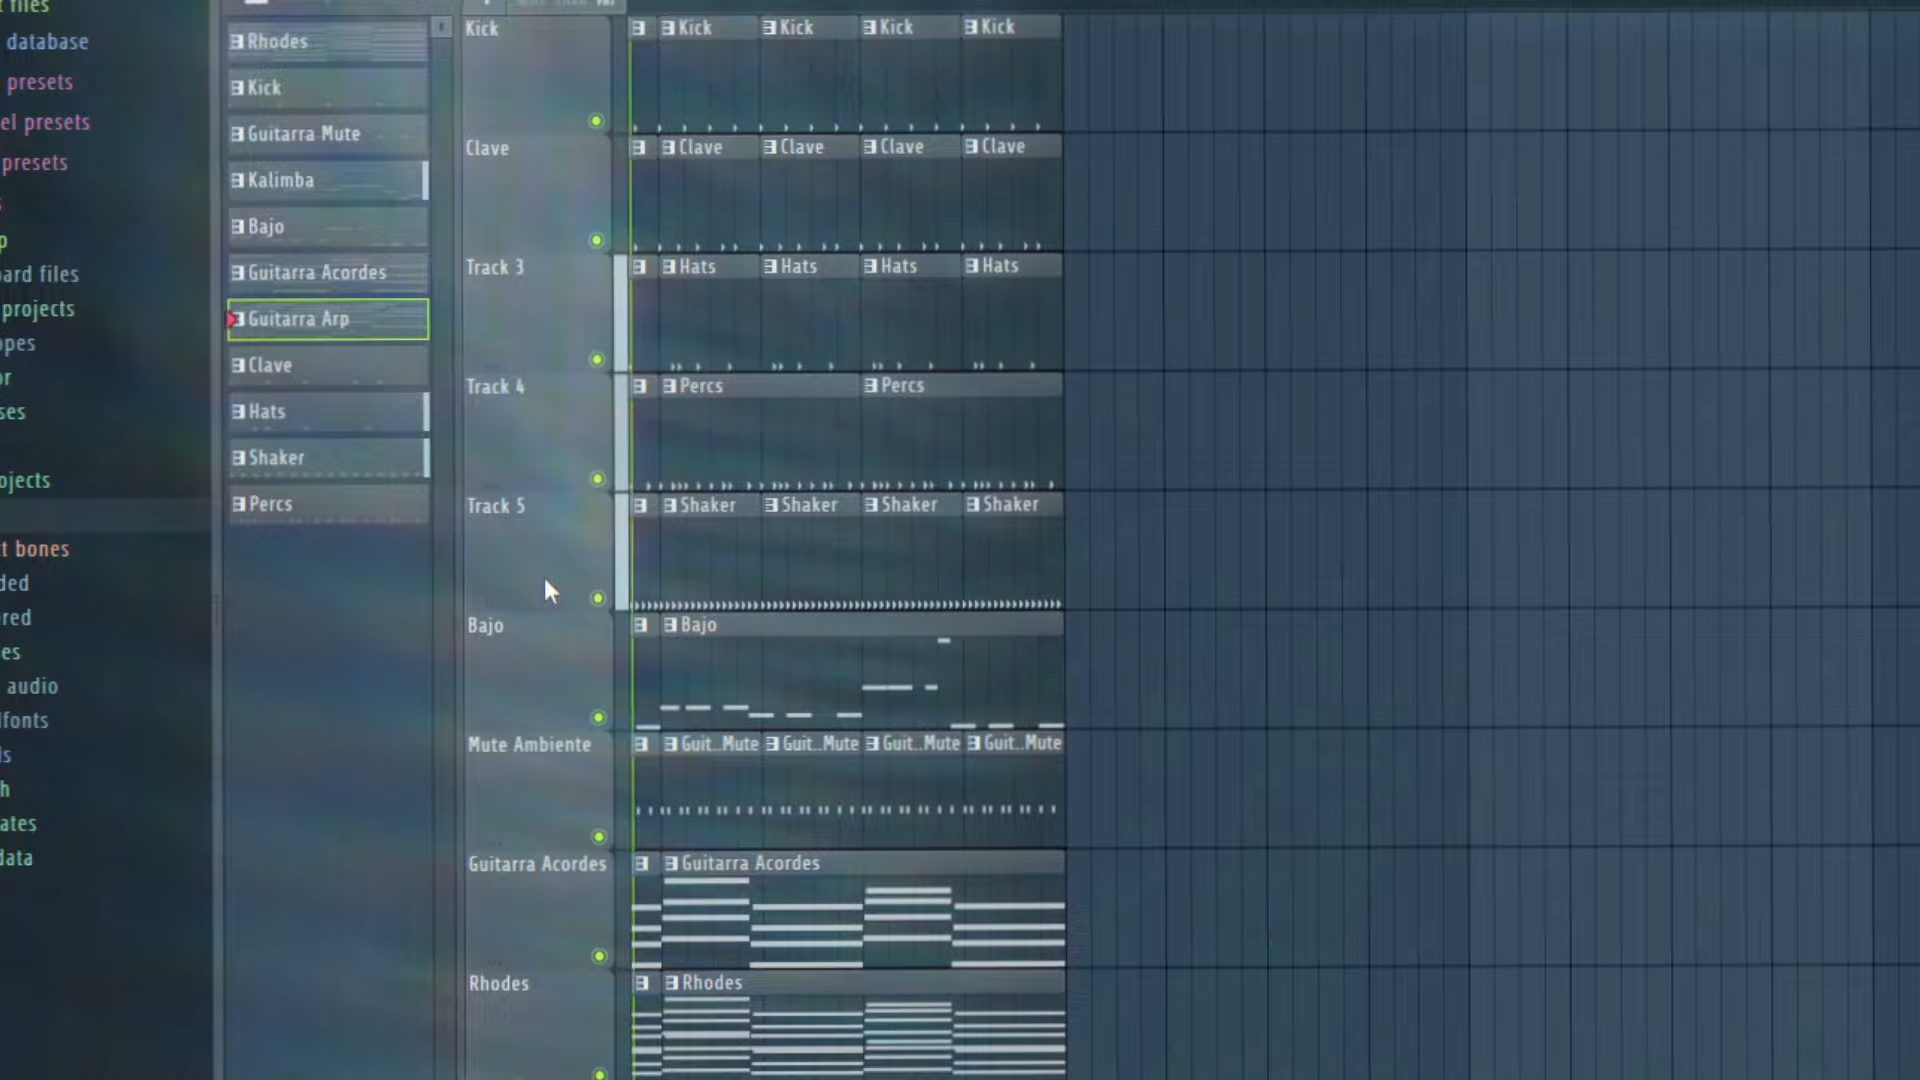 files
database
presets
el presets
presets
ard files
projects
opes
or
ses
ojects
t bones
ded
ered
es
audio
lfonts
ls
h
ates
data
Rhodes
Kick
Guitarra Mute
Kalimba
Bajo
Guitarra Acordes
Guitarra Arp
Clave
Hats
Shaker
Percs
Kick Kick Kick Kick Kick
Clave Clave Clave Clave Clave
Track 3 Hats Hats Hats Hats
Track 4 Percs Percs
Track 5 Shaker Shaker Shaker Shaker
Bajo Bajo
Mute Ambiente Guit..Mute Guit..Mute Guit..Mute Guit..Mute
Guitarra Acordes Guitarra Acordes
Rhodes Rhodes